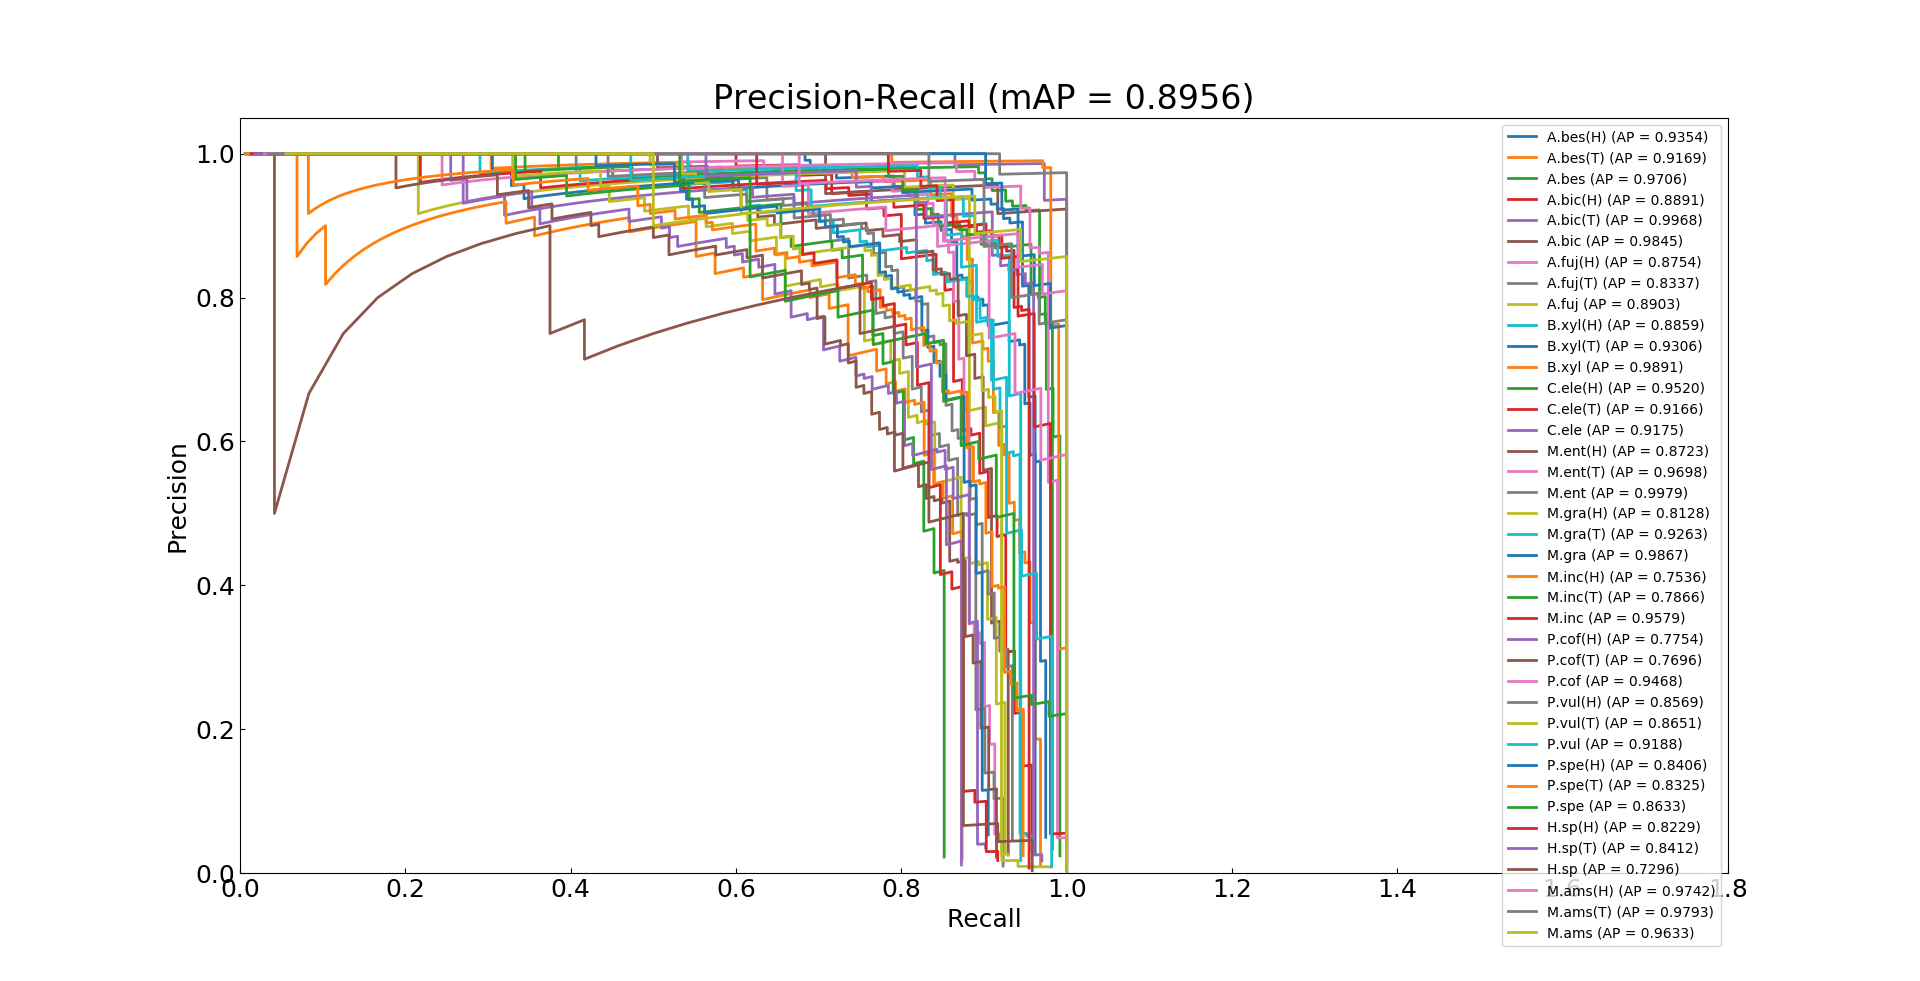 Precision-Recall (mAP = 0.8956)
1.0
0.8
0.6
0.4
0.2
0.0
Precision
0.0 0.2 0.4 0.6 0.8 1.0 1.2 1.4 1.6 1.8
Recall
A.bes(H) (AP = 0.9354)
A.bes(T) (AP = 0.9169)
A.bes (AP = 0.9706)
A.bic(H) (AP = 0.8891)
A.bic(T) (AP = 0.9968)
A.bic (AP = 0.9845)
A.fuj(H) (AP = 0.8754)
A.fuj(T) (AP = 0.8337)
A.fuj (AP = 0.8903)
B.xyl(H) (AP = 0.8859)
B.xyl(T) (AP = 0.9306)
B.xyl (AP = 0.9891)
C.ele(H) (AP = 0.9520)
C.ele(T) (AP = 0.9166)
C.ele (AP = 0.9175)
M.ent(H) (AP = 0.8723)
M.ent(T) (AP = 0.9698)
M.ent (AP = 0.9979)
M.gra(H) (AP = 0.8128)
M.gra(T) (AP = 0.9263)
M.gra (AP = 0.9867)
M.inc(H) (AP = 0.7536)
M.inc(T) (AP = 0.7866)
M.inc (AP = 0.9579)
P.cof(H) (AP = 0.7754)
P.cof(T) (AP = 0.7696)
P.cof (AP = 0.9468)
P.vul(H) (AP = 0.8569)
P.vul(T) (AP = 0.8651)
P.vul (AP = 0.9188)
P.spe(H) (AP = 0.8406)
P.spe(T) (AP = 0.8325)
P.spe (AP = 0.8633)
H.sp(H) (AP = 0.8229)
H.sp(T) (AP = 0.8412)
H.sp (AP = 0.7296)
M.ams(H) (AP = 0.9742)
M.ams(T) (AP = 0.9793)
M.ams (AP = 0.9633)